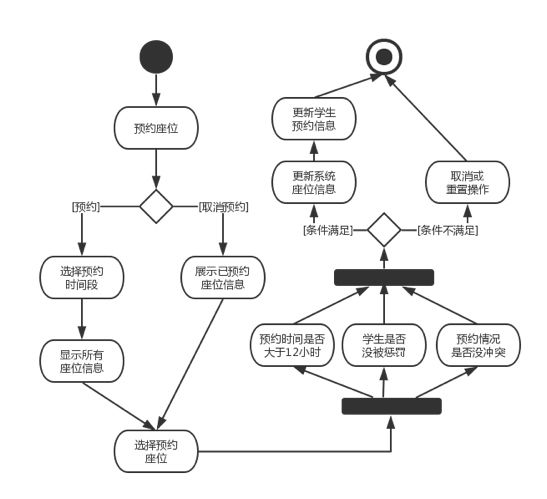 预约座位
[预约]
[取消预约]
选择预约
时间段
展示已预约
座位信息
显示所有
座位信息
选择预约
座位
预约时间是否
大于12小时
学生是否
没被惩罚
预约情况
是否没冲突
[条件满足]
[条件不满足]
更新系统
座位信息
取消或
重置操作
更新学生
预约信息